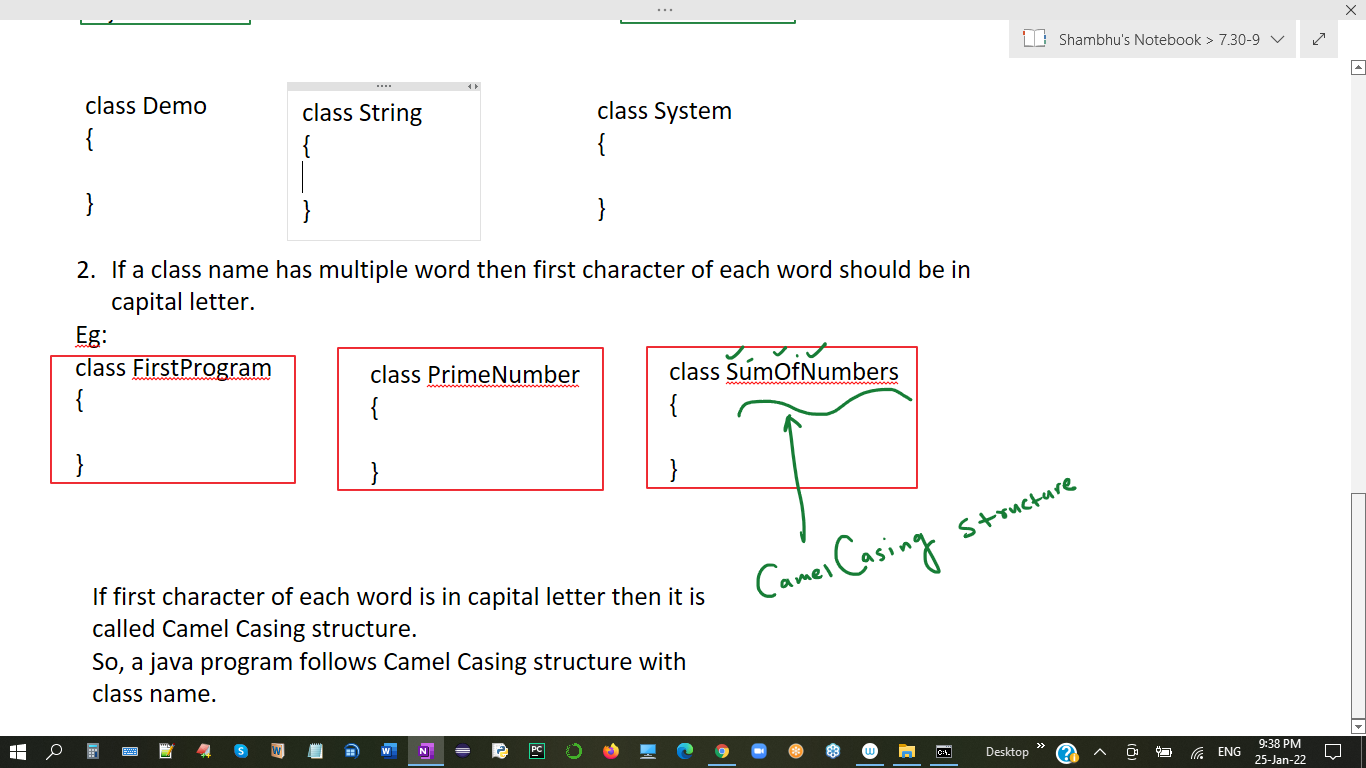 Shambhu's Notebook > 7.30-9
class Demo
{
}
class String
{
}
class System
{
}
2. If a class name has multiple word then first character of each word should be in
capital letter.
Eg:
class FirstProgram
{
}
class PrimeNumber
{
}
class SumOfNumbers
{
}
Camel Casing structure
If first character of each word is in capital letter then it is
called Camel Casing structure.
So, a java program follows Camel Casing structure with
class name.
Desktop
ENG
9:38 PM
25-Jan-22